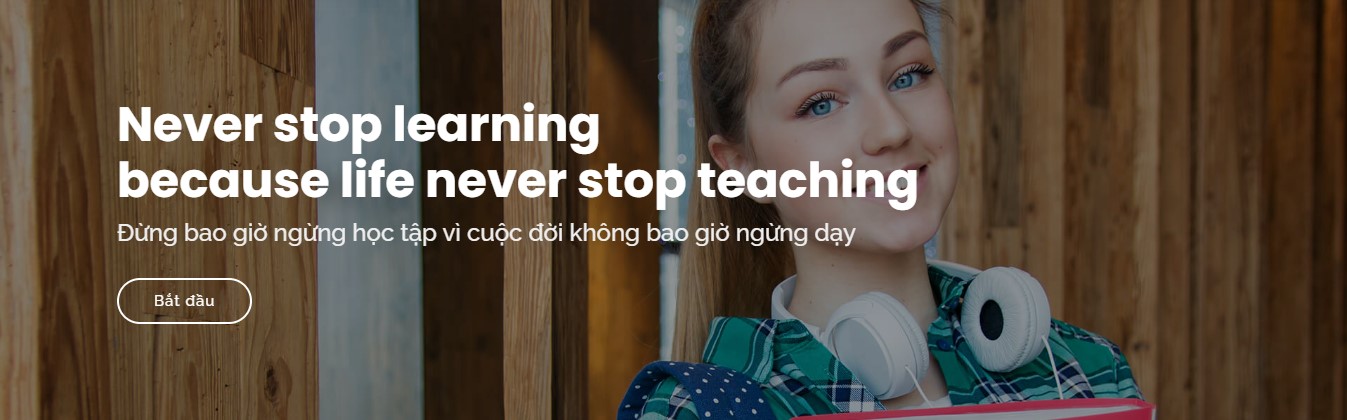 Never stop learning
because life never stop teaching
Đừng bao giờ ngừng học tập vì cuộc đời không bao giờ ngừng dạy
Bắt đầu